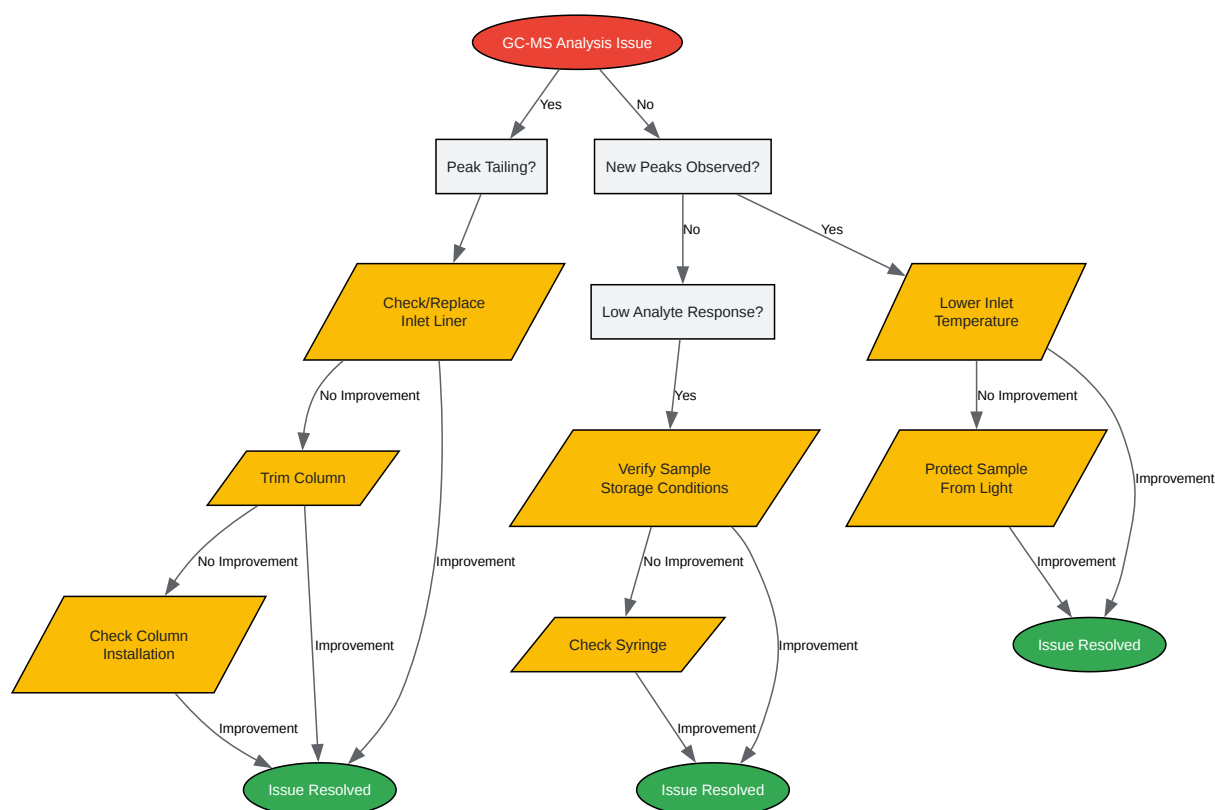 GC-MS Analysis Issue
Yes
No
Peak Tailing?
New Peaks Observed?
No
Yes
Check/Replace
Inlet Liner
Low Analyte Response?
Lower Inlet
Temperature
No Improvement
Yes
No Improvement
Trim Column
Verify Sample
Storage Conditions
Protect Sample
From Light
Improvement
No Improvement
Improvement
No Improvement
Improvement
Check Column
Installation
Improvement
Check Syringe
Improvement
Issue Resolved
Improvement
Improvement
Issue Resolved
Issue Resolved